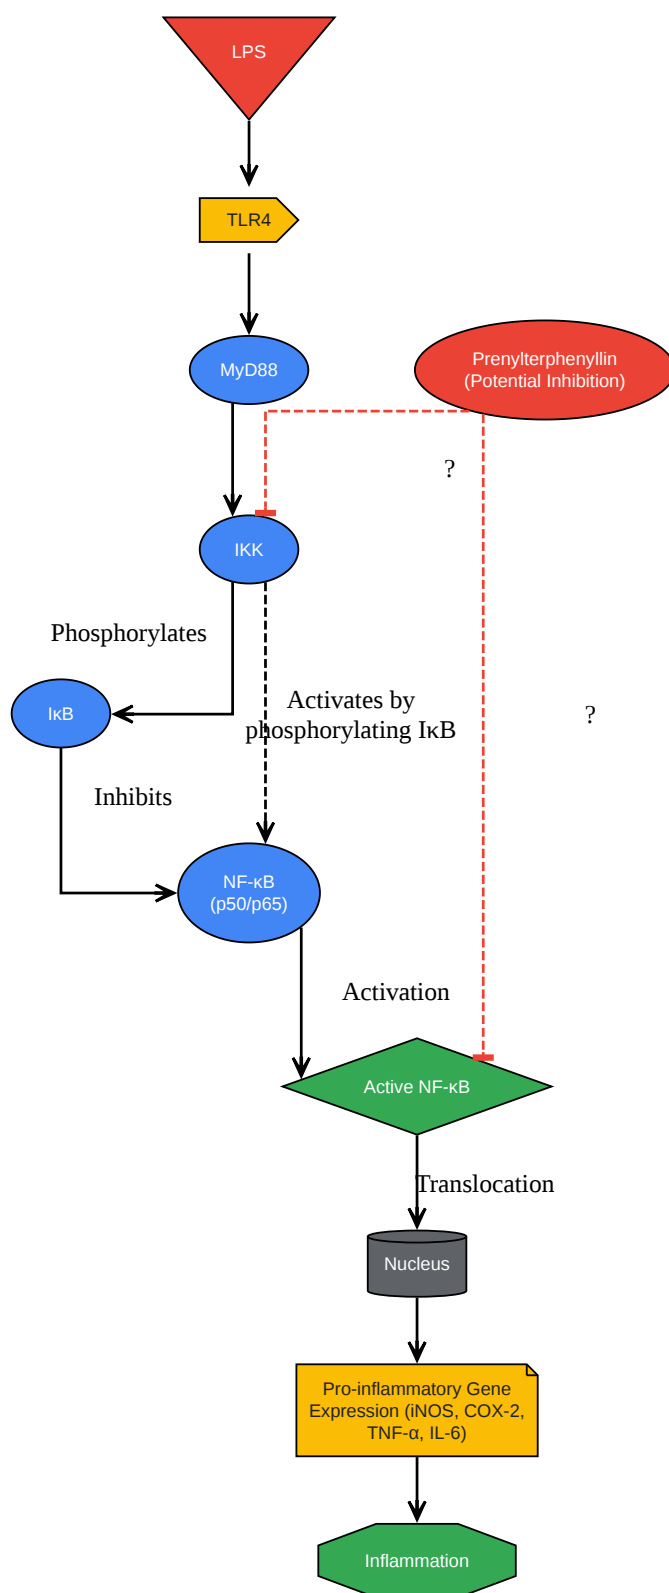 LPS
TLR4
MyD88
Prenylterphenyllin
(Potential Inhibition)
?
IKK
Phosphorylates
IκB
Activates by
phosphorylating IκB
?
Inhibits
NF-κB
(p50/p65)
Activation
Active NF-κB
Translocation
Nucleus
Pro-inflammatory Gene
Expression (iNOS, COX-2,
TNF-α, IL-6)
Inflammation